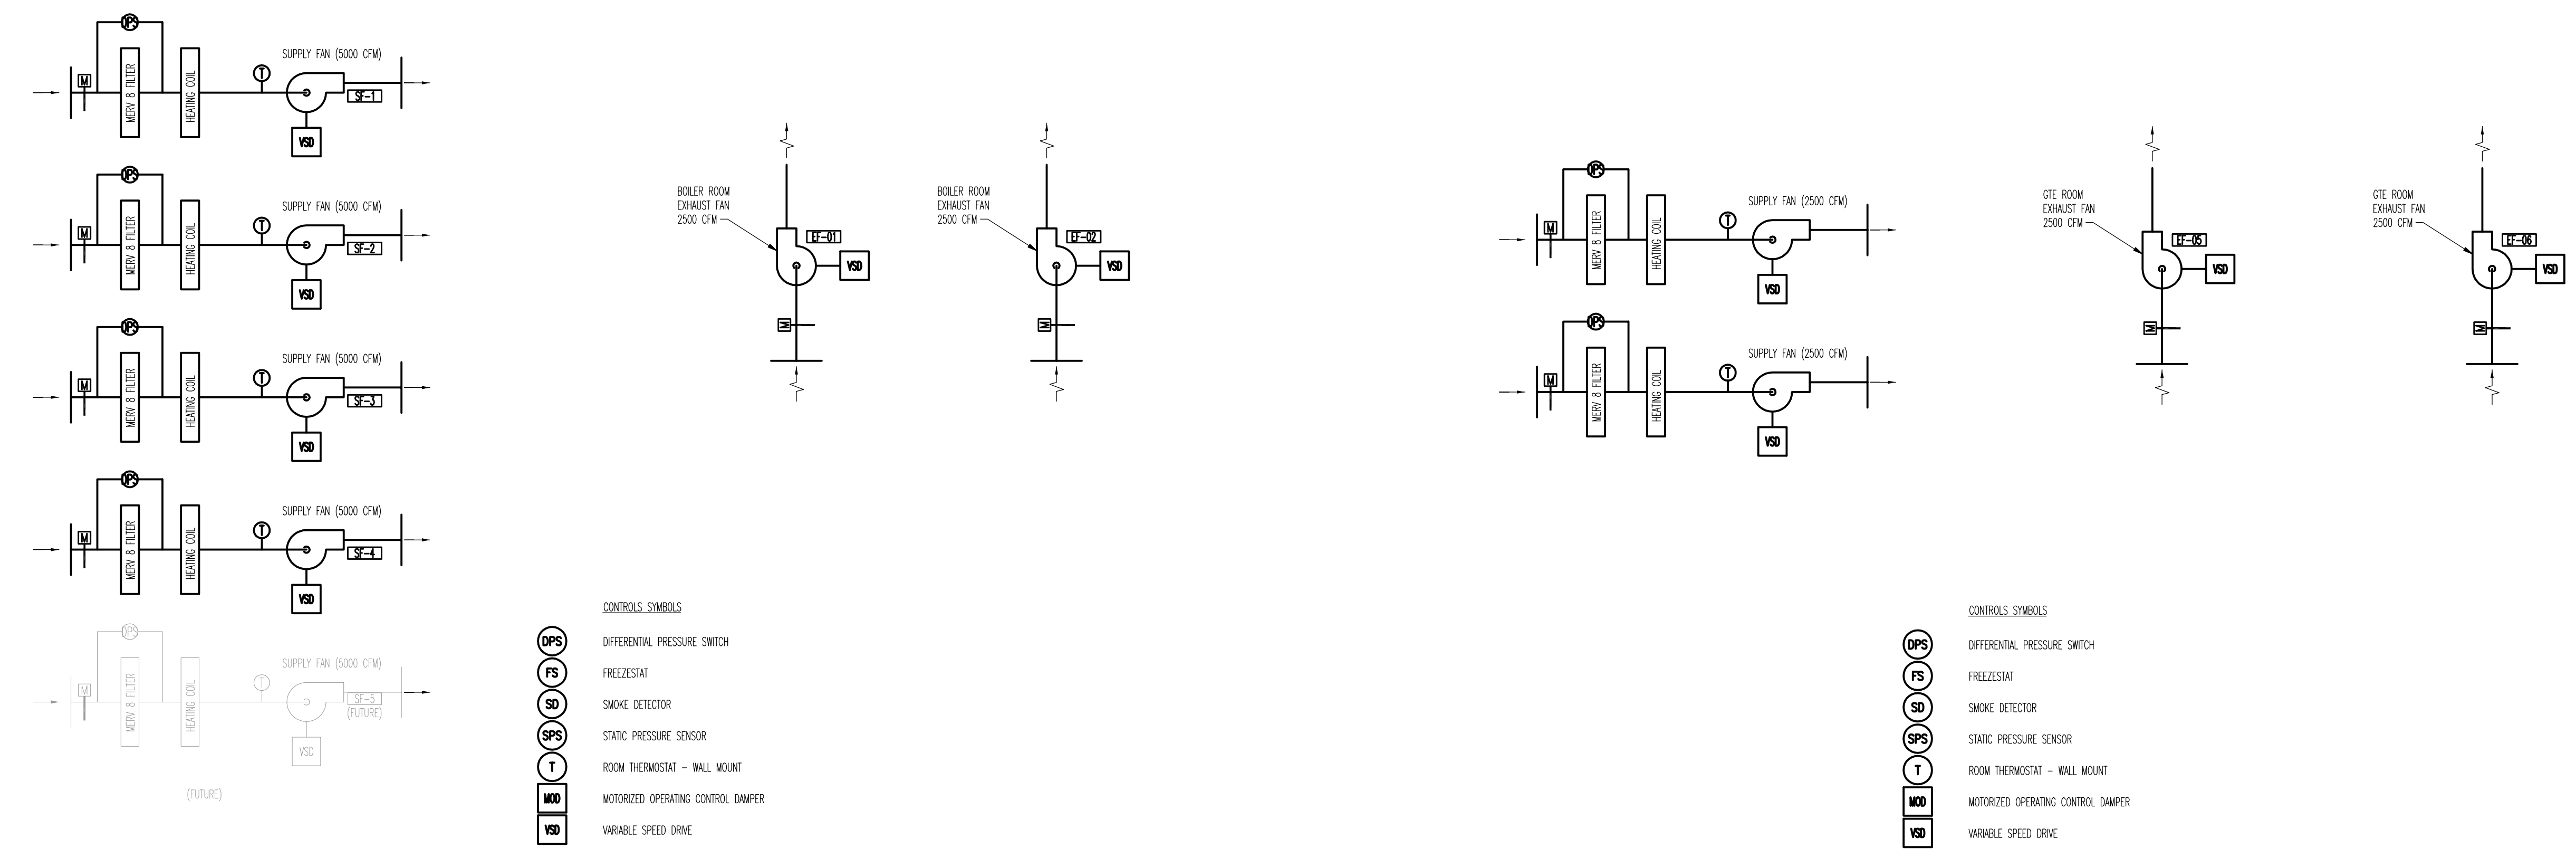 DPS
SUPPLY FAN (5000 CFM)
M
MERV 8 FILTER
HEATING COIL
T
SF-1
VSD
DPS
SUPPLY FAN (5000 CFM)
M
MERV 8 FILTER
HEATING COIL
T
SF-2
VSD
DPS
SUPPLY FAN (5000 CFM)
M
MERV 8 FILTER
HEATING COIL
T
SF-3
VSD
DPS
SUPPLY FAN (5000 CFM)
M
MERV 8 FILTER
HEATING COIL
T
SF-4
VSD
DPS
SUPPLY FAN (5000 CFM)
M
MERV 8 FILTER
HEATING COIL
T
SF-5
(FUTURE)
VSD
(FUTURE)
BOILER ROOM
EXHAUST FAN
2500 CFM
EF-01
VSD
M
BOILER ROOM
EXHAUST FAN
2500 CFM
EF-02
VSD
M
CONTROLS SYMBOLS
DPS DIFFERENTIAL PRESSURE SWITCH
FS FREEZESTAT
SD SMOKE DETECTOR
SPS STATIC PRESSURE SENSOR
T ROOM THERMOSTAT - WALL MOUNT
MOD MOTORIZED OPERATING CONTROL DAMPER
VSD VARIABLE SPEED DRIVE
DPS
SUPPLY FAN (2500 CFM)
M
MERV 8 FILTER
HEATING COIL
T
VSD
DPS
SUPPLY FAN (2500 CFM)
M
MERV 8 FILTER
HEATING COIL
T
VSD
GTE ROOM
EXHAUST FAN
2500 CFM
EF-05
VSD
M
GTE ROOM
EXHAUST FAN
2500 CFM
EF-06
VSD
M
CONTROLS SYMBOLS
DPS DIFFERENTIAL PRESSURE SWITCH
FS FREEZESTAT
SD SMOKE DETECTOR
SPS STATIC PRESSURE SENSOR
T ROOM THERMOSTAT - WALL MOUNT
MOD MOTORIZED OPERATING CONTROL DAMPER
VSD VARIABLE SPEED DRIVE